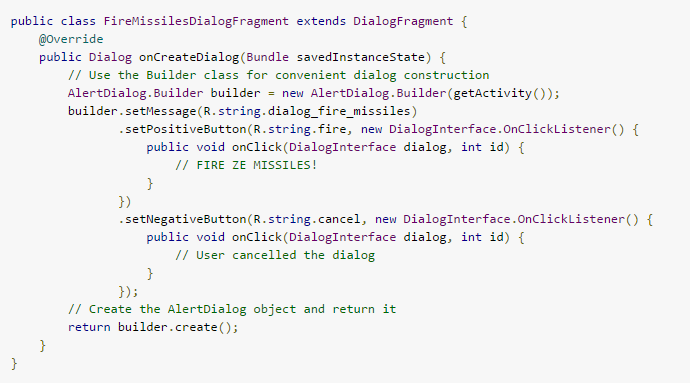 public class FireMissilesDialogFragment extends DialogFragment {
    @Override
    public Dialog onCreateDialog(Bundle savedInstanceState) {
        // Use the Builder class for convenient dialog construction
        AlertDialog.Builder builder = new AlertDialog.Builder(getActivity());
        builder.setMessage(R.string.dialog_fire_missiles)
               .setPositiveButton(R.string.fire, new DialogInterface.OnClickListener() {
                   public void onClick(DialogInterface dialog, int id) {
                       // FIRE ZE MISSILES!
                   }
               })
               .setNegativeButton(R.string.cancel, new DialogInterface.OnClickListener() {
                   public void onClick(DialogInterface dialog, int id) {
                       // User cancelled the dialog
                   }
               });
        // Create the AlertDialog object and return it
        return builder.create();
    }
}